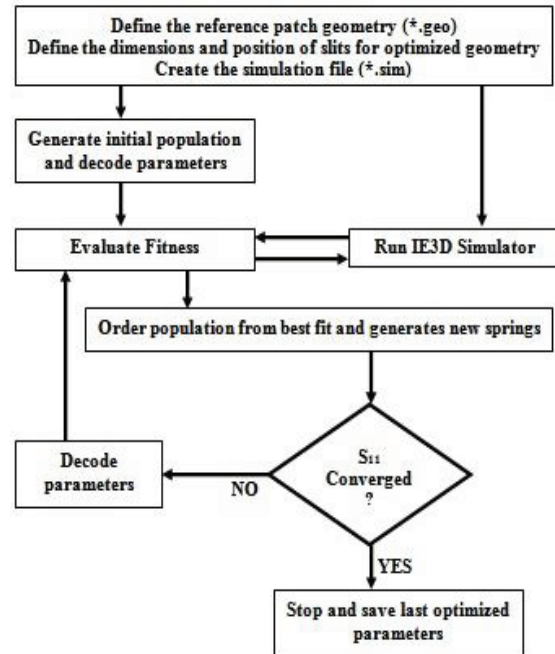 Define the reference patch geometry (*.geo)
Define the dimensions and position of slits for optimized geometry
Create the simulation file (*.sim)
Generate initial population
and decode parameters
Evaluate Fitness
Run IE3D Simulator
Order population from best fit and generates new springs
S₁₁
Converged
?
Decode
parameters
NO
YES
Stop and save last optimized
parameters